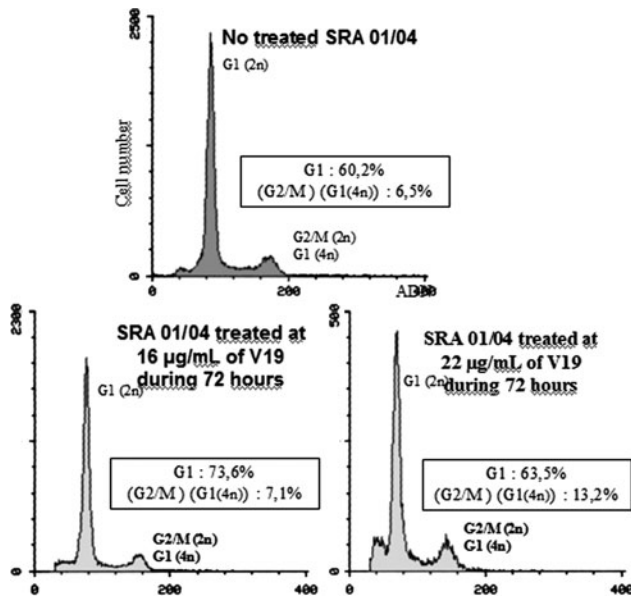 2500
No treated SRA 01/04
G1 (2n)
Cell number
G1 : 60,2%
(G2/M) (G1(4n)) : 6,5%
G2/M (2n)
G1 (4n)
0
0
200
2300
SRA 01/04 treated at
16 µg/mL of V19
during 72 hours
G1 (2n)
G1 : 73,6%
(G2/M) (G1(4n)) : 7,1%
G2/M (2n)
G1 (4n)
0
0
200
400
500
SRA 01/04 treated at
22 µg/mL of V19
during 72 hours
G1 (2n)
G1 : 63,5%
(G2/M) (G1(4n)) : 13,2%
G2/M (2n)
G1 (4n)
0
0
200
400